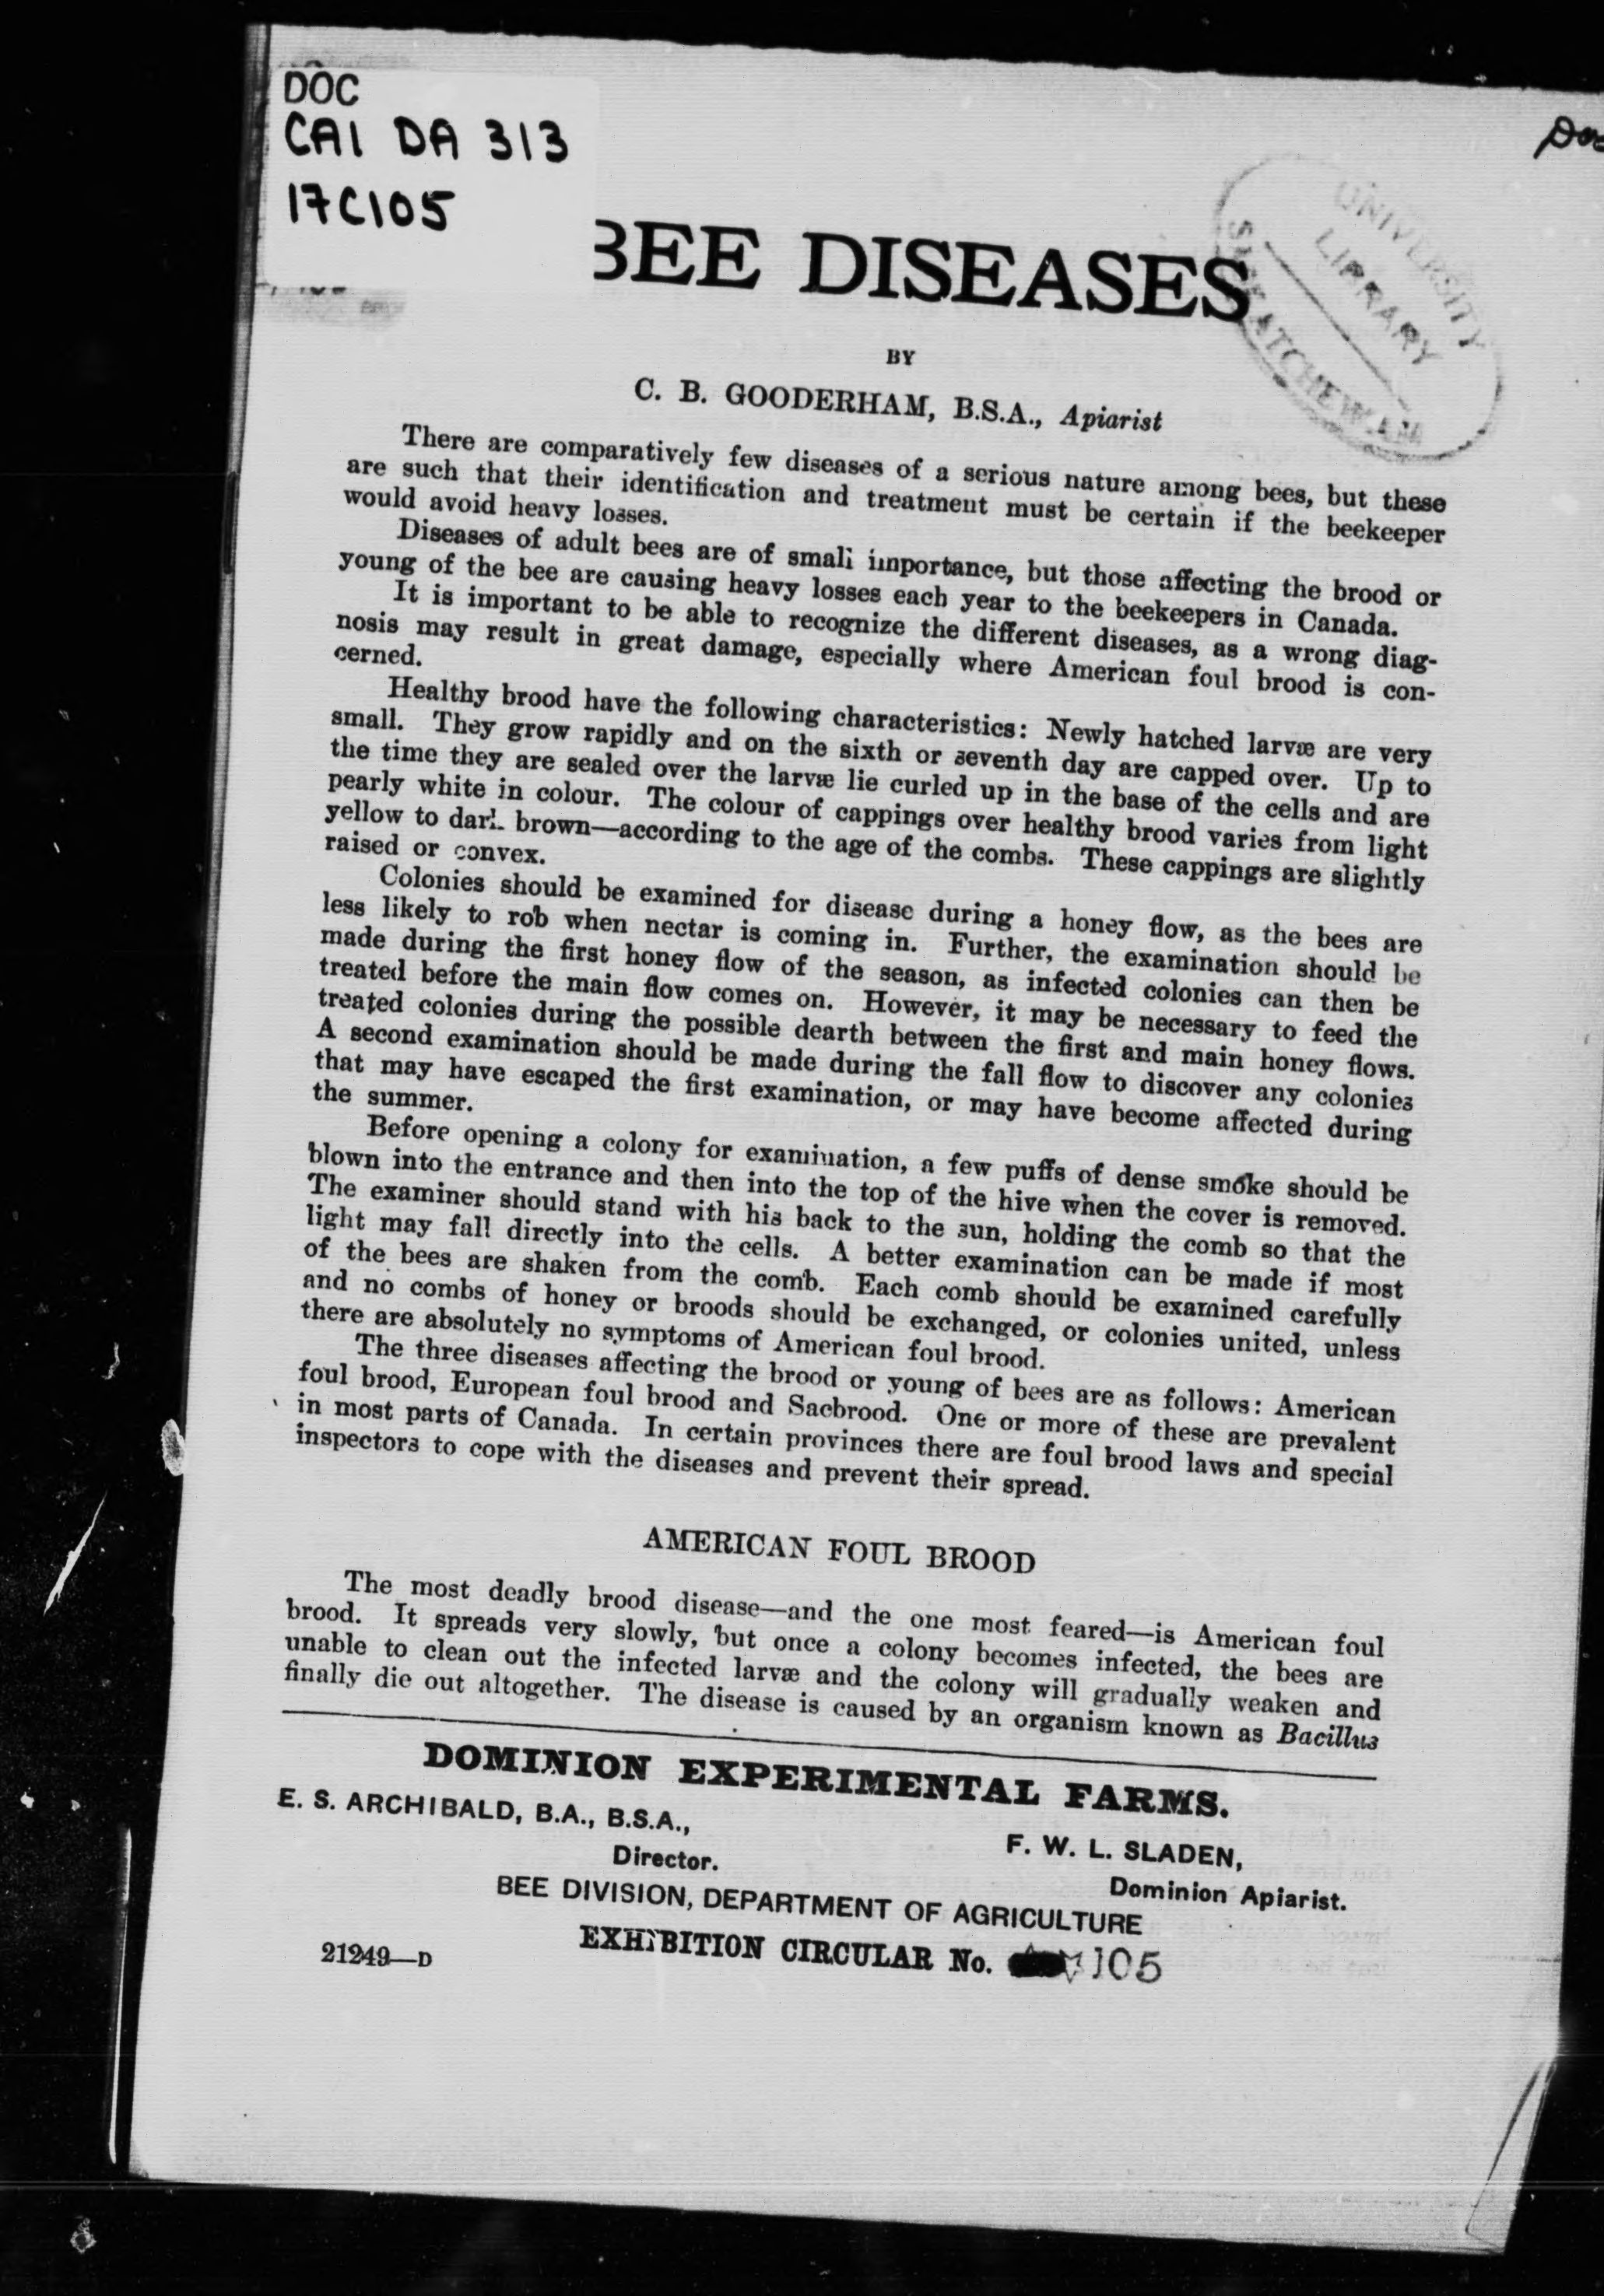 DOC
CA1 DA 313
17C105
Doc
UNIVERSITY
LIBRARY
SASKATCHEWAN
BEE DISEASES
BY
C. B. GOODERHAM, B.S.A., Apiarist
There are comparatively few diseases of a serious nature among bees, but these
are such that their identification and treatment must be certain if the beekeeper
would avoid heavy losses.
Diseases of adult bees are of small importance, but those affecting the brood or
young of the bee are causing heavy losses each year to the beekeepers in Canada.
It is important to be able to recognize the different diseases, as a wrong diag-
nosis may result in great damage, especially where American foul brood is con-
cerned.
Healthy brood have the following characteristics: Newly hatched larvæ are very
small. They grow rapidly and on the sixth or seventh day are capped over. Up to
the time they are sealed over the larvæ lie curled up in the base of the cells and are
pearly white in colour. The colour of cappings over healthy brood varies from light
yellow to dark brown—according to the age of the combs. These cappings are slightly
raised or convex.
Colonies should be examined for disease during a honey flow, as the bees are
less likely to rob when nectar is coming in. Further, the examination should be
made during the first honey flow of the season, as infected colonies can then be
treated before the main flow comes on. However, it may be necessary to feed the
treated colonies during the possible dearth between the first and main honey flows.
A second examination should be made during the fall flow to discover any colonies
that may have escaped the first examination, or may have become affected during
the summer.
Before opening a colony for examination, a few puffs of dense smoke should be
blown into the entrance and then into the top of the hive when the cover is removed.
The examiner should stand with his back to the sun, holding the comb so that the
light may fall directly into the cells. A better examination can be made if most
of the bees are shaken from the comb. Each comb should be examined carefully
and no combs of honey or broods should be exchanged, or colonies united, unless
there are absolutely no symptoms of American foul brood.
The three diseases affecting the brood or young of bees are as follows: American
foul brood, European foul brood and Sacbrood. One or more of these are prevalent
in most parts of Canada. In certain provinces there are foul brood laws and special
inspectors to cope with the diseases and prevent their spread.
AMERICAN FOUL BROOD
The most deadly brood disease—and the one most feared—is American foul
brood. It spreads very slowly, but once a colony becomes infected, the bees are
unable to clean out the infected larvæ and the colony will gradually weaken and
finally die out altogether. The disease is caused by an organism known as Bacillus
DOMINION EXPERIMENTAL FARMS.
E. S. ARCHIBALD, B.A., B.S.A.,
Director.
F. W. L. SLADEN,
Dominion Apiarist.
BEE DIVISION, DEPARTMENT OF AGRICULTURE
EXHIBITION CIRCULAR No. 105
21249—D